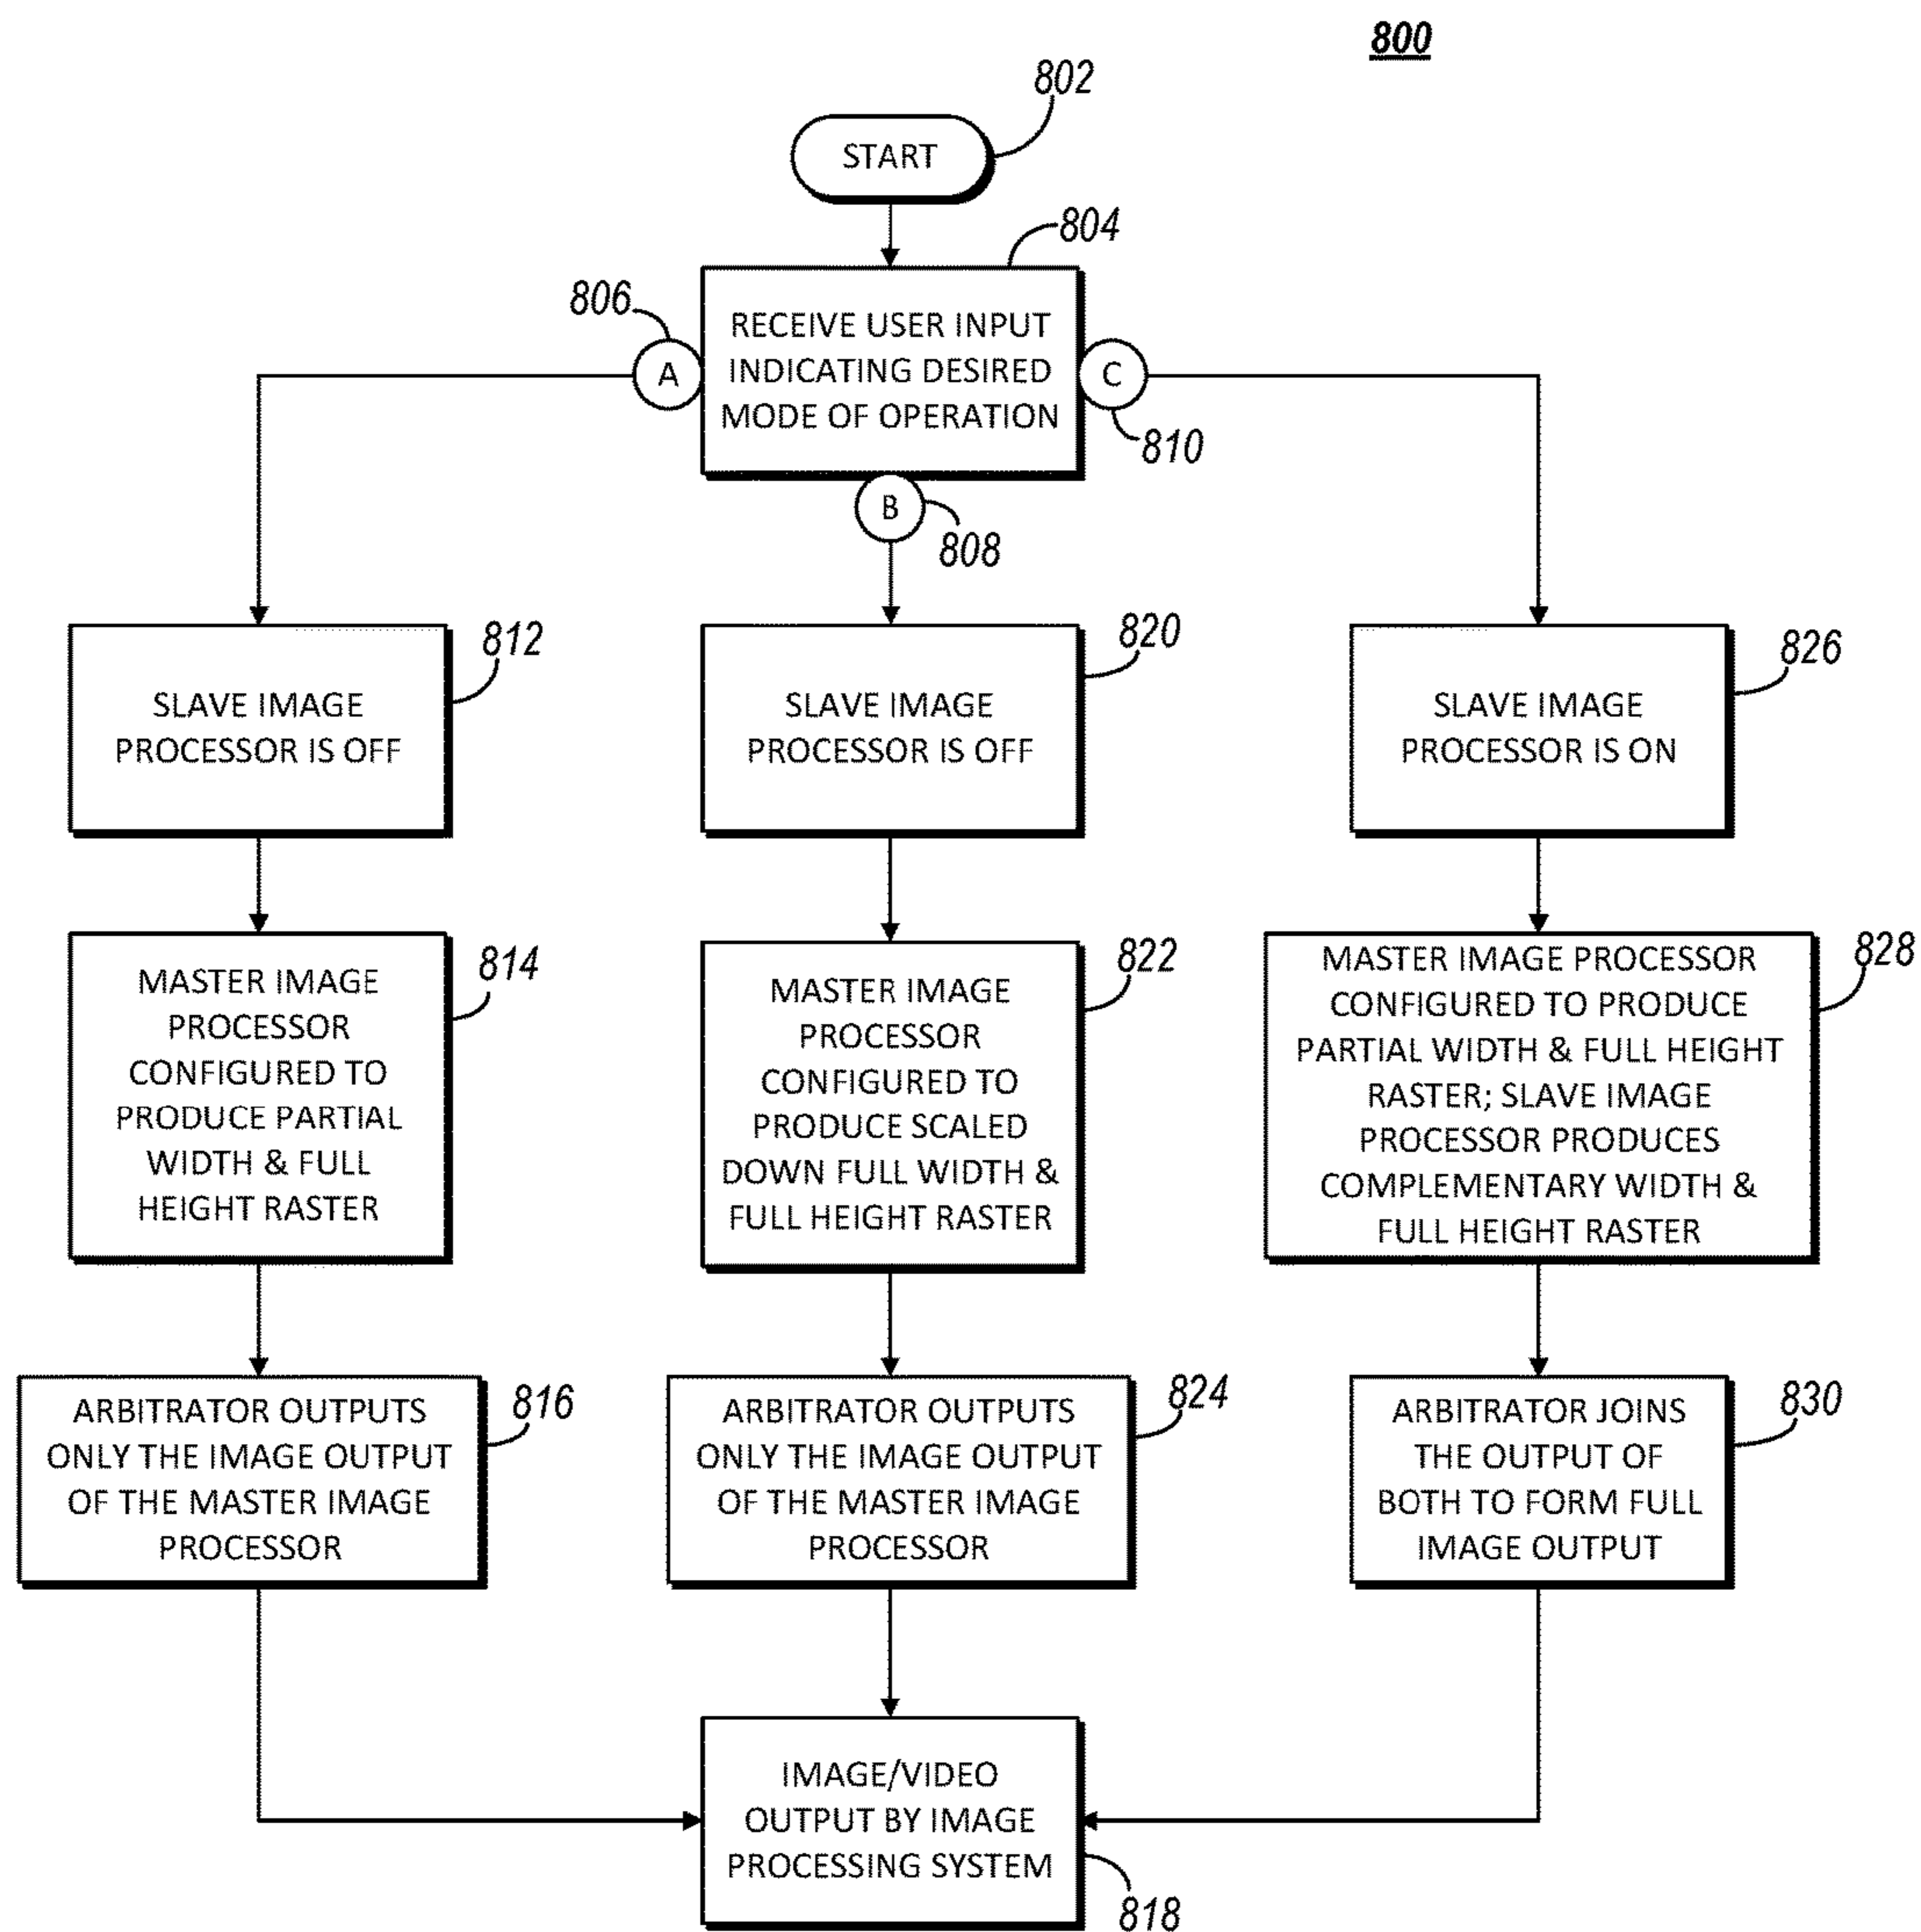 800
802
START
804
806
RECEIVE USER INPUT
INDICATING DESIRED
MODE OF OPERATION
A
C
810
B
808
812
SLAVE IMAGE
PROCESSOR IS OFF
820
SLAVE IMAGE
PROCESSOR IS OFF
826
SLAVE IMAGE
PROCESSOR IS ON
814
MASTER IMAGE
PROCESSOR
CONFIGURED TO
PRODUCE PARTIAL
WIDTH & FULL
HEIGHT RASTER
822
MASTER IMAGE
PROCESSOR
CONFIGURED TO
PRODUCE SCALED
DOWN FULL WIDTH &
FULL HEIGHT RASTER
828
MASTER IMAGE PROCESSOR
CONFIGURED TO PRODUCE
PARTIAL WIDTH & FULL HEIGHT
RASTER; SLAVE IMAGE
PROCESSOR PRODUCES
COMPLEMENTARY WIDTH &
FULL HEIGHT RASTER
816
ARBITRATOR OUTPUTS
ONLY THE IMAGE OUTPUT
OF THE MASTER IMAGE
PROCESSOR
824
ARBITRATOR OUTPUTS
ONLY THE IMAGE OUTPUT
OF THE MASTER IMAGE
PROCESSOR
830
ARBITRATOR JOINS
THE OUTPUT OF
BOTH TO FORM FULL
IMAGE OUTPUT
IMAGE/VIDEO
OUTPUT BY IMAGE
PROCESSING SYSTEM
818